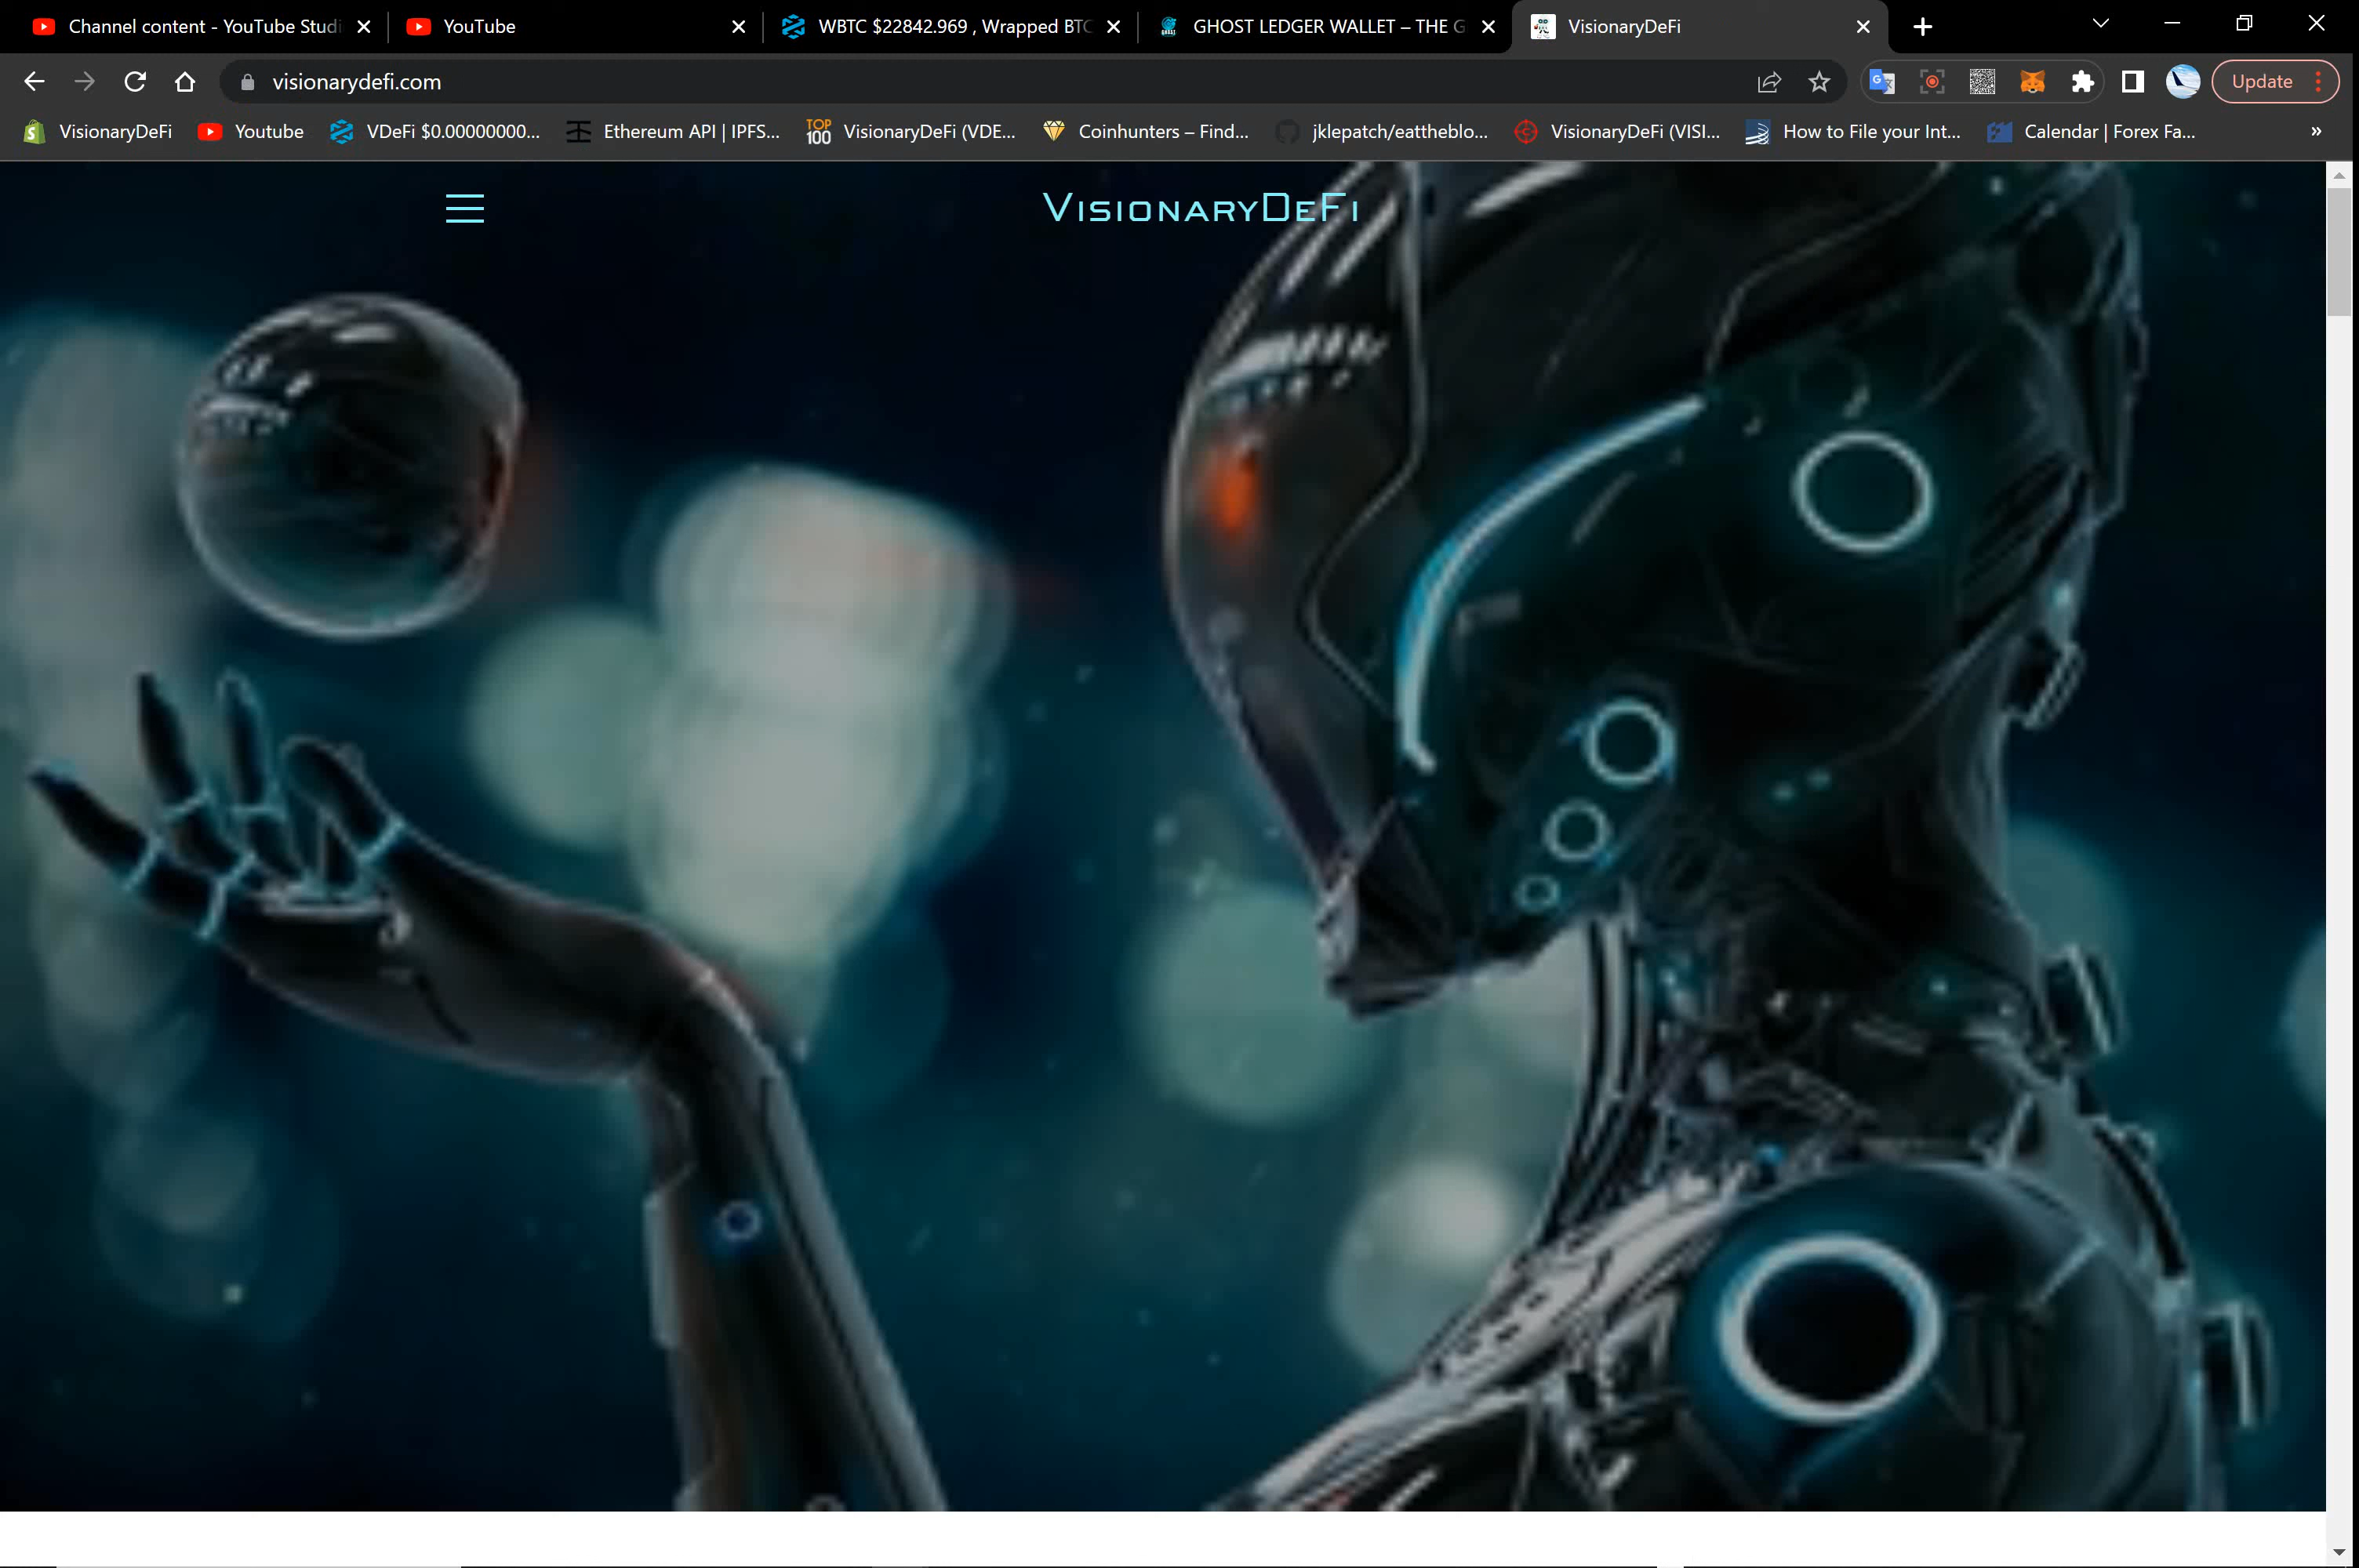 Channel content - YouTube Studi
YouTube
WBTC $22842.969 , Wrapped BTC
GHOST LEDGER WALLET – THE G
VisionaryDeFi
visionarydefi.com
Update
VisionaryDeFi
Youtube
VDeFi $0.00000000...
Ethereum API | IPFS...
TOP
100
VisionaryDeFi (VDE...
Coinhunters – Find...
jklepatch/eattheblo...
VisionaryDeFi (VISI...
How to File your Int...
Calendar | Forex Fa...
»
VisionaryDeFi